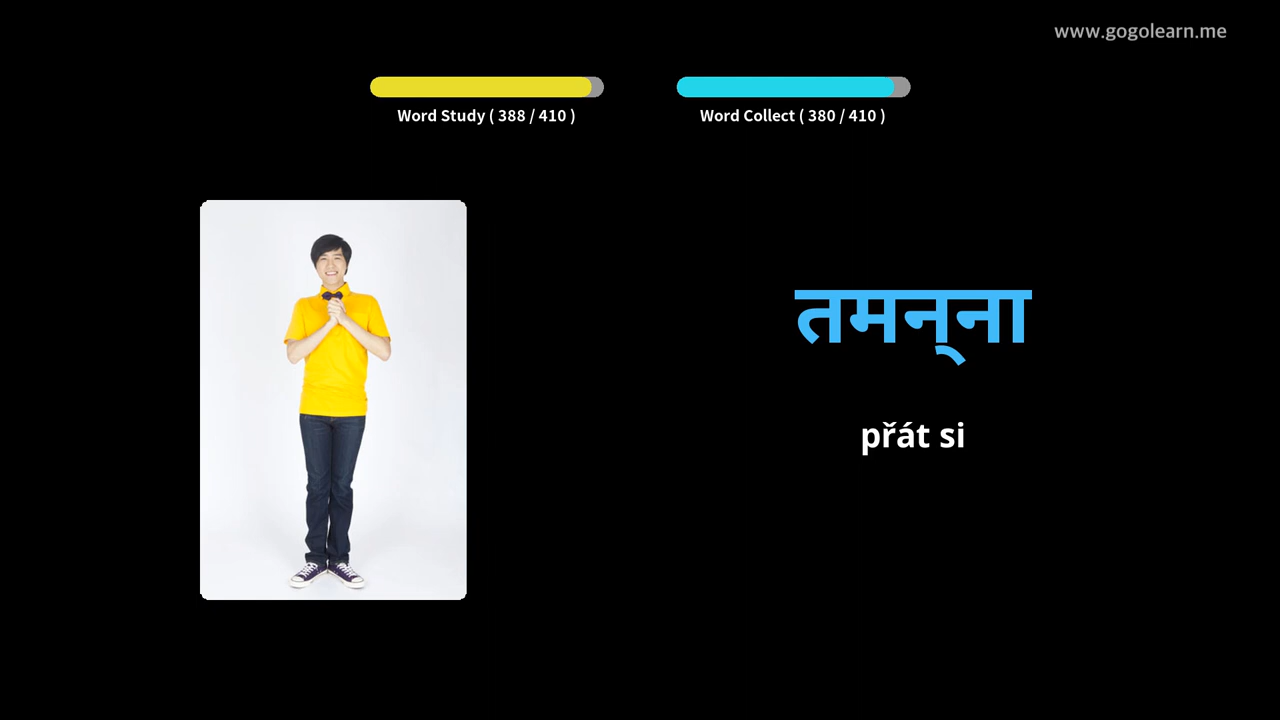 www.gogolearn.me
Word Study ( 388 / 410 )
Word Collect ( 380 / 410 )
तमन्‌ना
přát si